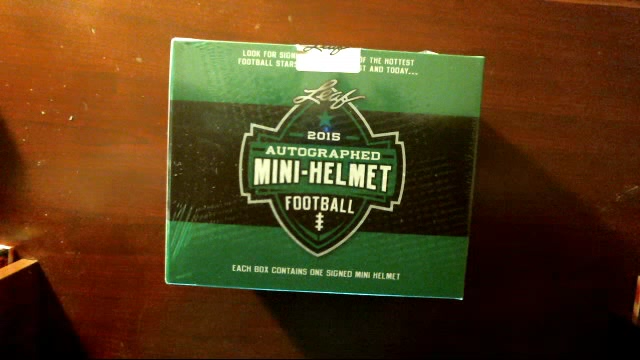 LOOK FOR SIGN OF THE HOTTEST
FOOTBALL STARS ST AND TODAY...
Leaf
2015
AUTOGRAPHED
MINI-HELMET
FOOTBALL
EACH BOX CONTAINS ONE SIGNED MINI HELMET